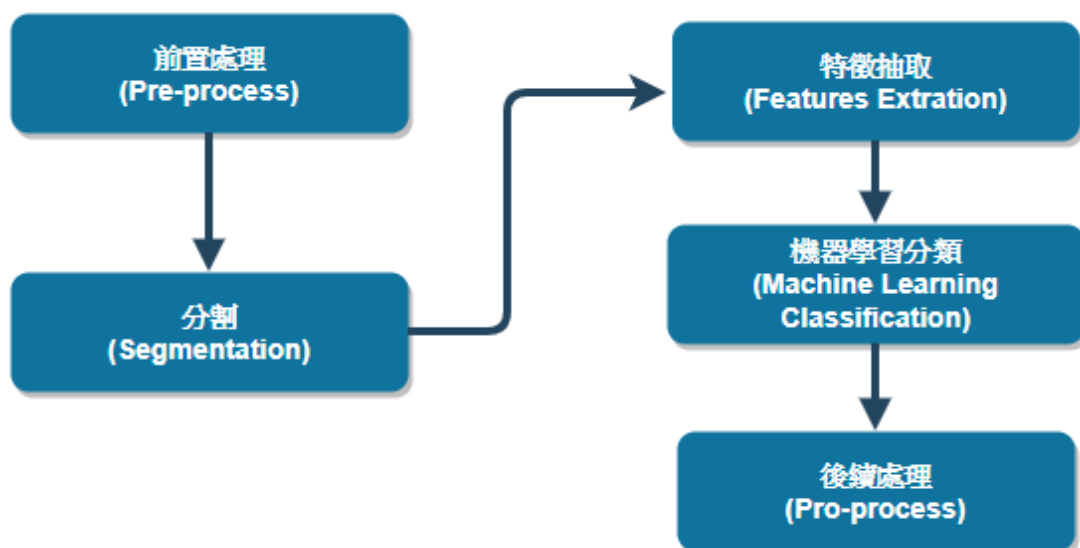 前置處理
(Pre-process)
分割
(Segmentation)
特徵抽取
(Features Extration)
機器學習分類
(Machine Learning
Classification)
後續處理
(Pro-process)